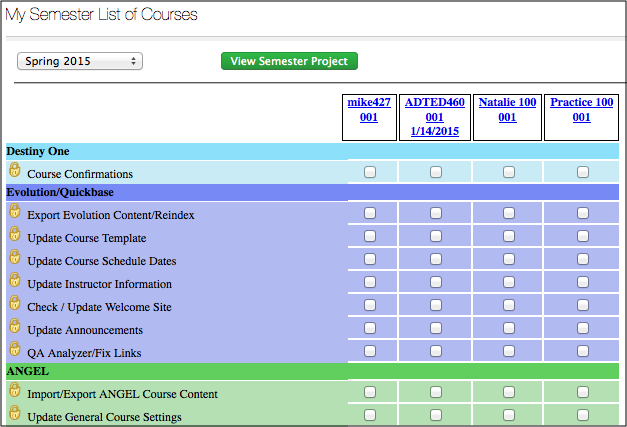 My Semester List of Courses
Spring 2015
View Semester Project
mike427 ADTED460 Natalie 100 Practice 100
001 001 001 001
1/14/2015
Destiny One
Course Confirmations
Evolution/Quickbase
Export Evolution Content/Reindex
Update Course Template
Update Course Schedule Dates
Update Instructor Information
Check / Update Welcome Site
Update Announcements
QA Analyzer/Fix Links
ANGEL
Import/Export ANGEL Course Content
Update General Course Settings